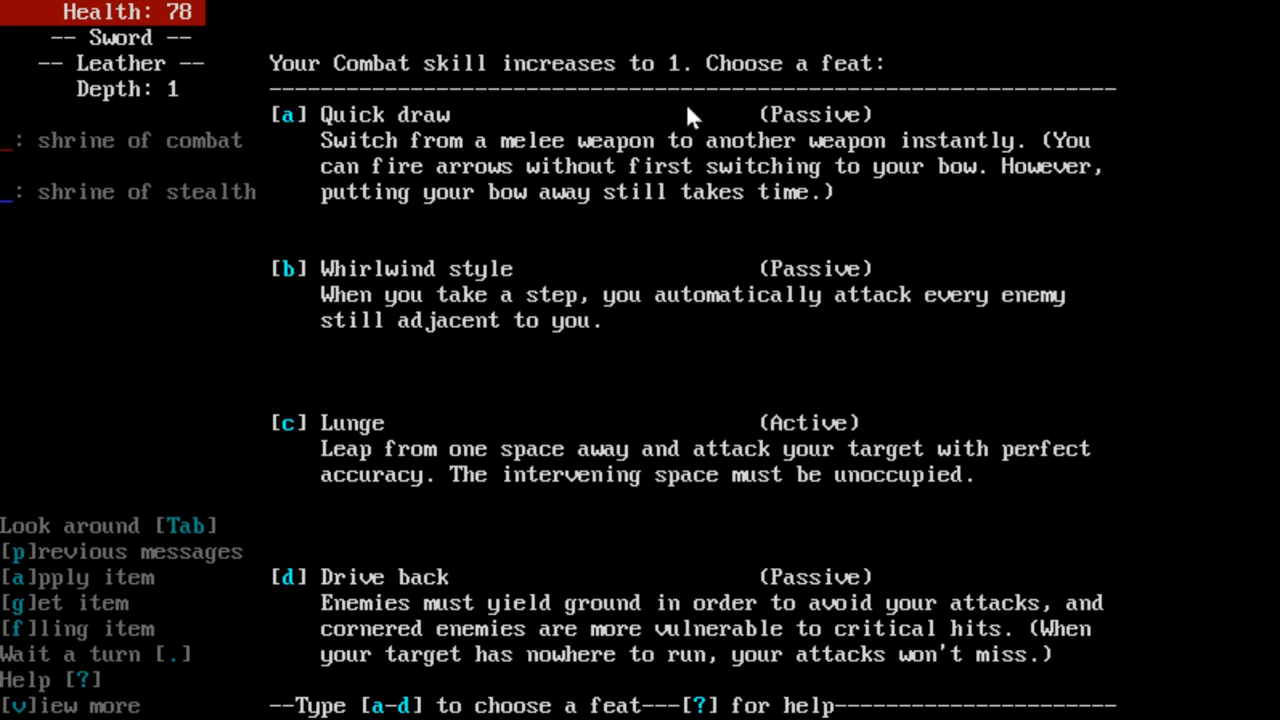 Health: 78
-- Sword --
-- Leather --
Depth: 1
_: shrine of combat
_: shrine of stealth
Look around [Tab]
[p]revious messages
[a]pply item
[g]et item
[f]ling item
Wait a turn [.]
Help [?]
[v]iew more
Your Combat skill increases to 1. Choose a feat:
------------------------------------------------------------------
[a] Quick draw (Passive)
Switch from a melee weapon to another weapon instantly. (You
can fire arrows without first switching to your bow. However,
putting your bow away still takes time.)
[b] Whirlwind style (Passive)
When you take a step, you automatically attack every enemy
still adjacent to you.
[c] Lunge (Active)
Leap from one space away and attack your target with perfect
accuracy. The intervening space must be unoccupied.
[d] Drive back (Passive)
Enemies must yield ground in order to avoid your attacks, and
cornered enemies are more vulnerable to critical hits. (When
your target has nowhere to run, your attacks won't miss.)
--Type [a-d] to choose a feat---[?] for help----------------------